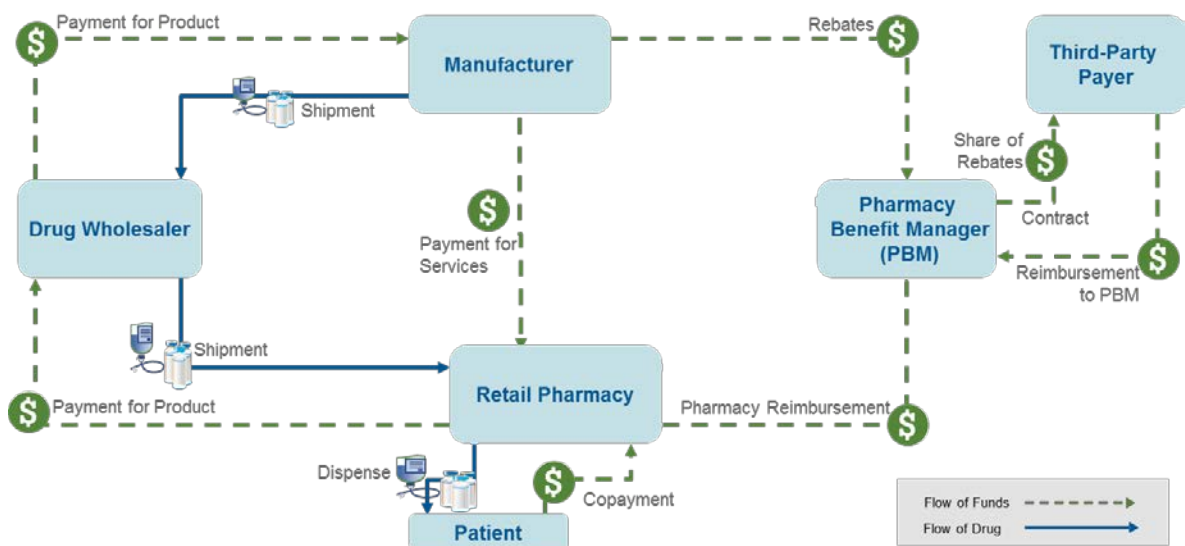 Payment for Product
$
Manufacturer
Rebates
$
Third-Party
Payer
Shipment
Share of
Rebates
$
Drug Wholesaler
$
Payment for
Services
Pharmacy
Benefit Manager
(PBM)
Contract
Reimbursement
to PBM
$
Shipment
Retail Pharmacy
$
Payment for Product
Pharmacy Reimbursement
$
Dispense
$
Copayment
Patient
Flow of Funds
Flow of Drug